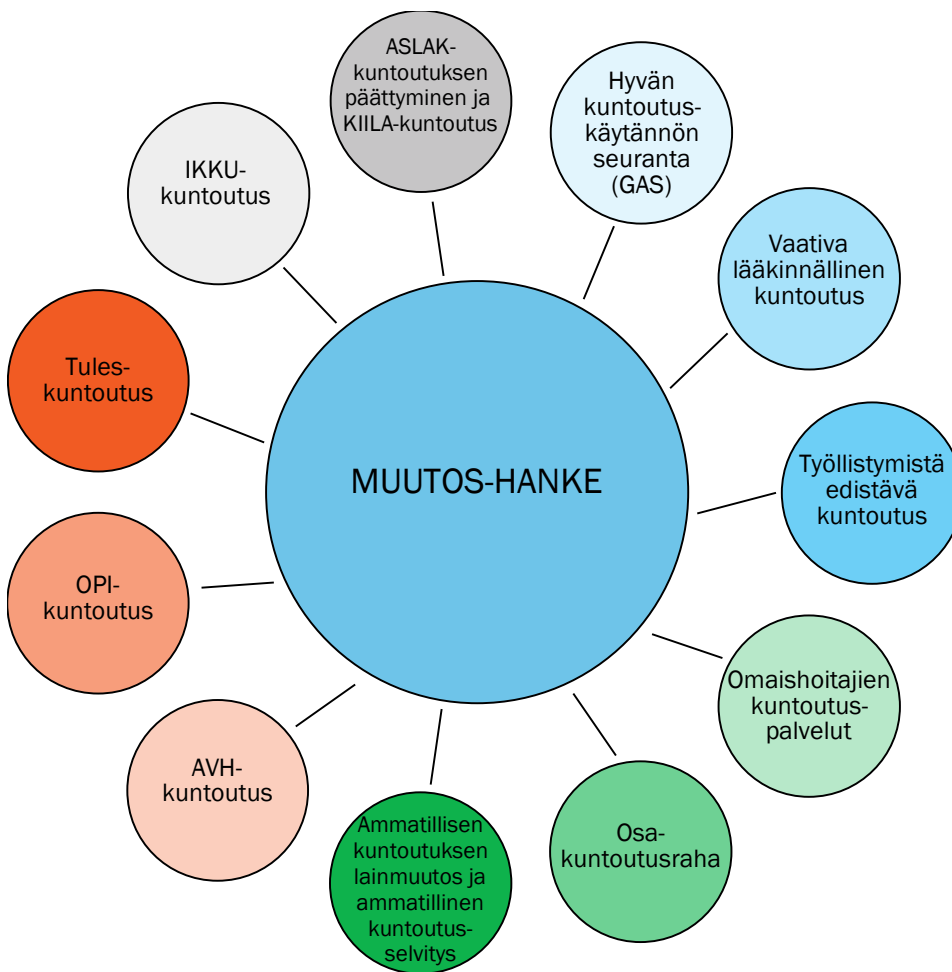 ASLAK-
kuntoutuksen
päättyminen ja
KIILA-kuntoutus
Hyvän
kuntoutus-
käytännön
seuranta
(GAS)
Vaativa
lääkinnällinen
kuntoutus
Työllistymistä
edistävä
kuntoutus
Omaishoitajien
kuntoutus-
palvelut
Osa-
kuntoutusraha
Ammatillisen
kuntoutuksen
lainmuutos ja
ammatillinen
kuntoutus-
selvitys
AVH-
kuntoutus
OPI-
kuntoutus
Tules-
kuntoutus
IKKU-
kuntoutus
MUUTOS-HANKE